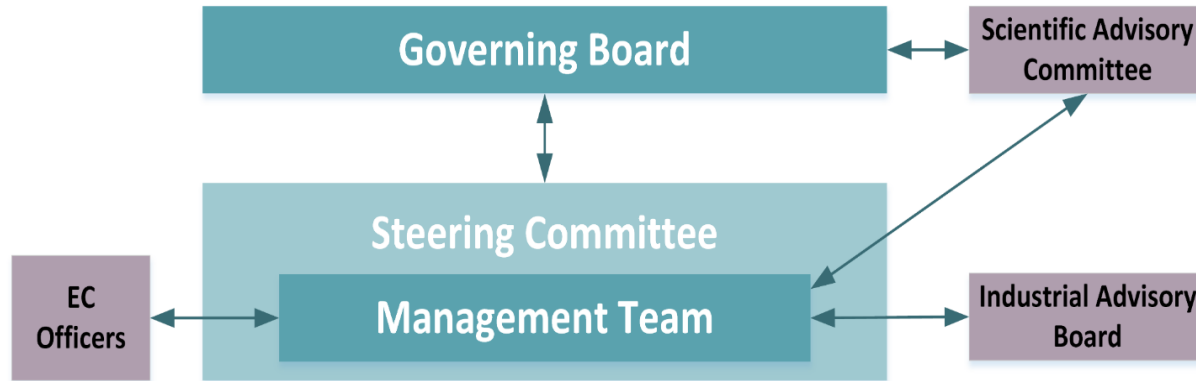 Governing Board
Scientific Advisory
Committee
Steering Committee
EC
Officers
Management Team
Industrial Advisory
Board